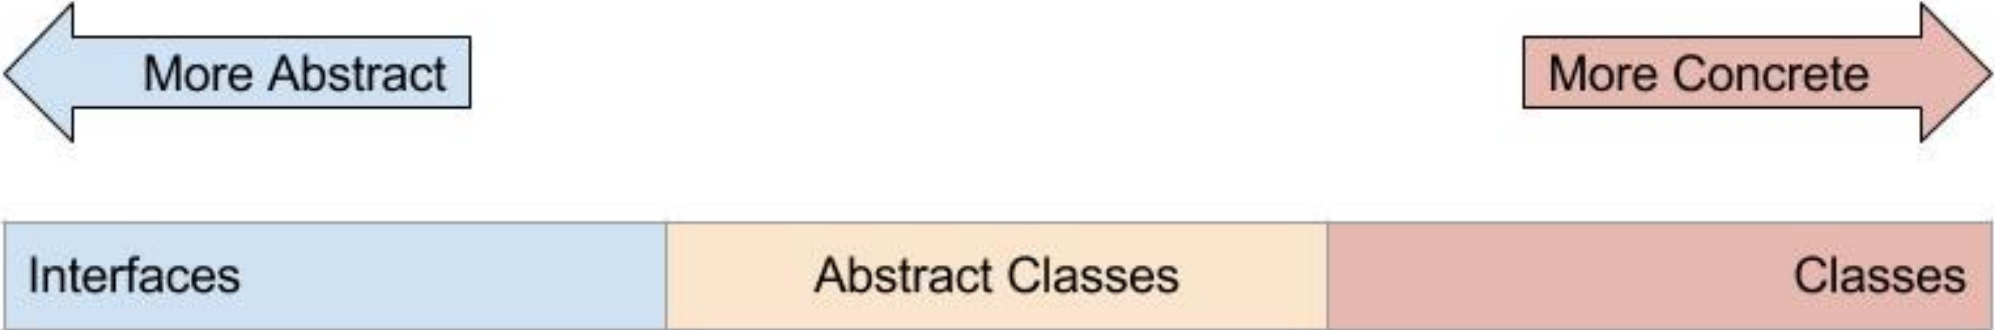 More Abstract
More Concrete
Interfaces
Abstract Classes
Classes